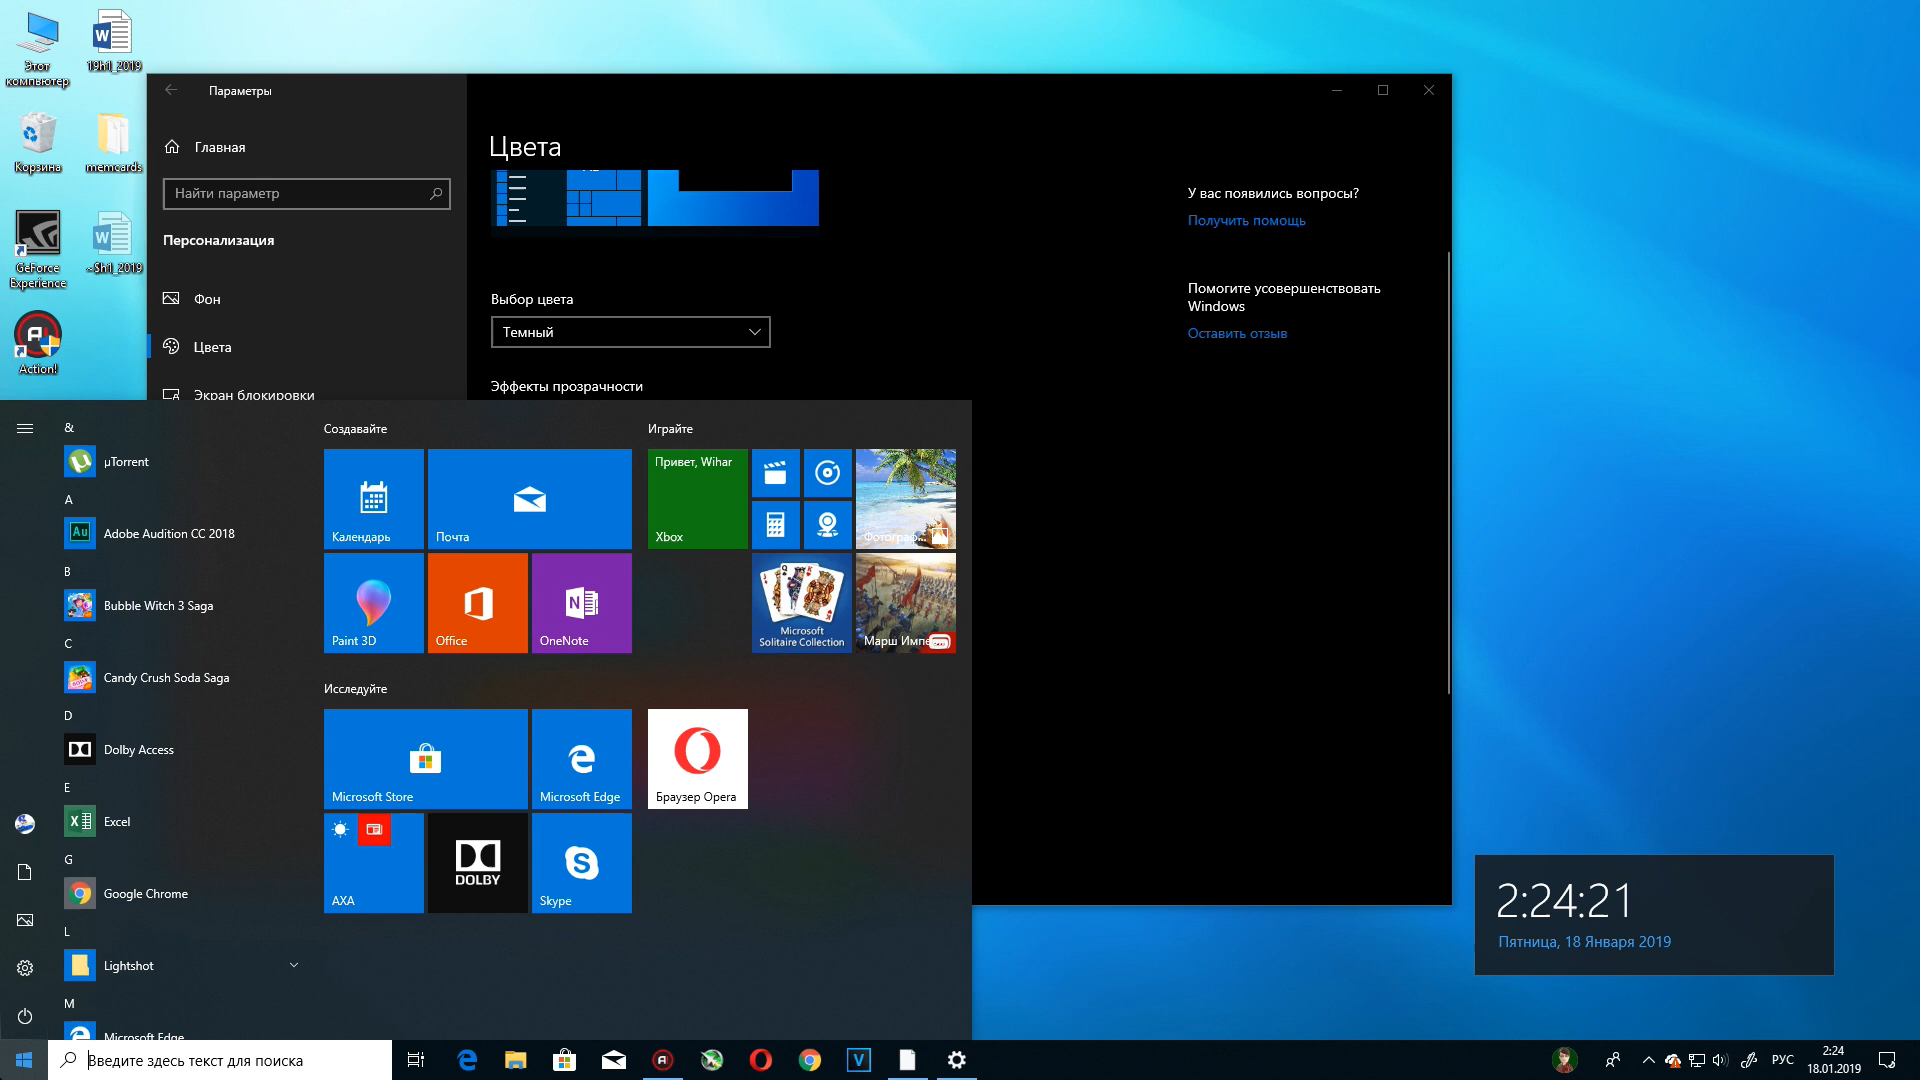 Этот
компьютер
19h1_2019
Корзина
memcards
GeForce
Experience
~$h1_2019
Action!
Параметры
Главная
Найти параметр
Персонализация
Фон
Цвета
Экран блокировки
Цвета
Выбор цвета
Темный
Эффекты прозрачности
У вас появились вопросы?
Получить помощь
Помогите усовершенствовать
Windows
Оставить отзыв
&
µTorrent
A
Adobe Audition CC 2018
B
Bubble Witch 3 Saga
C
Candy Crush Soda Saga
D
Dolby Access
E
Excel
G
Google Chrome
L
Lightshot
M
Microsoft Edge
Создавайте
Календарь
Почта
Paint 3D
Office
OneNote
Играйте
Привет, Wihar
Xbox
Фотограф...
Microsoft
Solitaire Collection
Марш Импе...
Исследуйте
Microsoft Store
Microsoft Edge
Браузер Opera
AXA
DOLBY
Skype
2:24:21
Пятница, 18 Января 2019
Введите здесь текст для поиска
РУС
2:24
18.01.2019